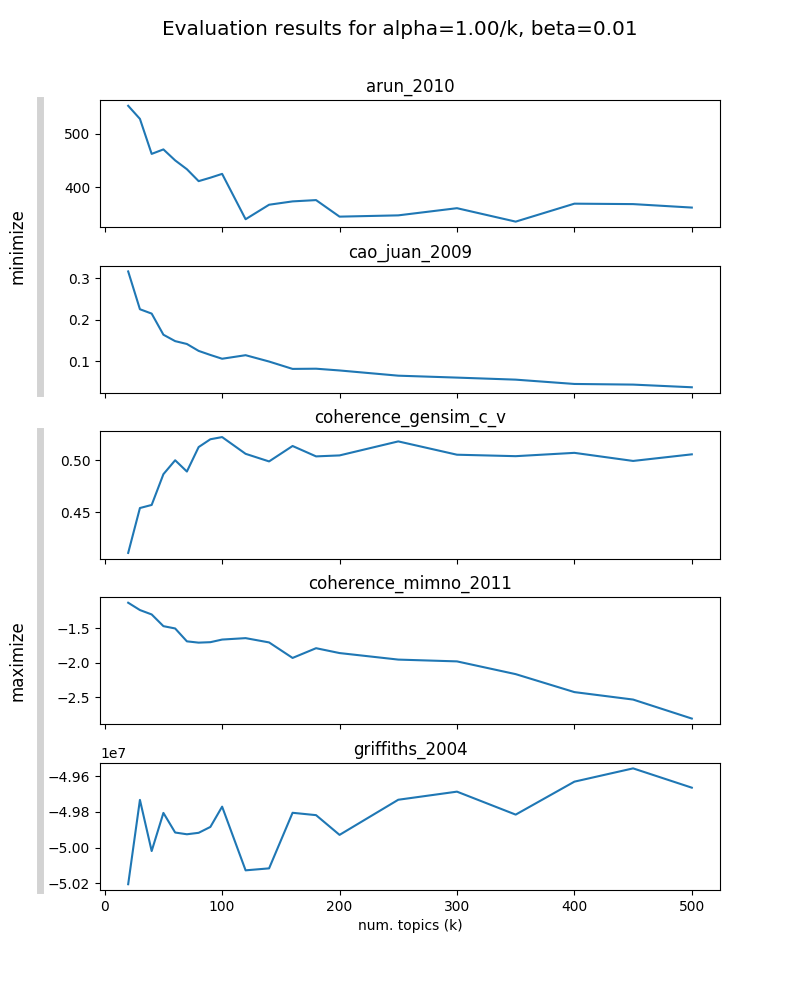 Evaluation results for alpha=1.00/k, beta=0.01
minimize
arun_2010
500
400
cao_juan_2009
0.3
0.2
0.1
maximize
coherence_gensim_c_v
0.50
0.45
coherence_mimno_2011
−1.5
−2.0
−2.5
griffiths_2004
1e7
−4.96
−4.98
−5.00
−5.02
0 100 200 300 400 500
num. topics (k)